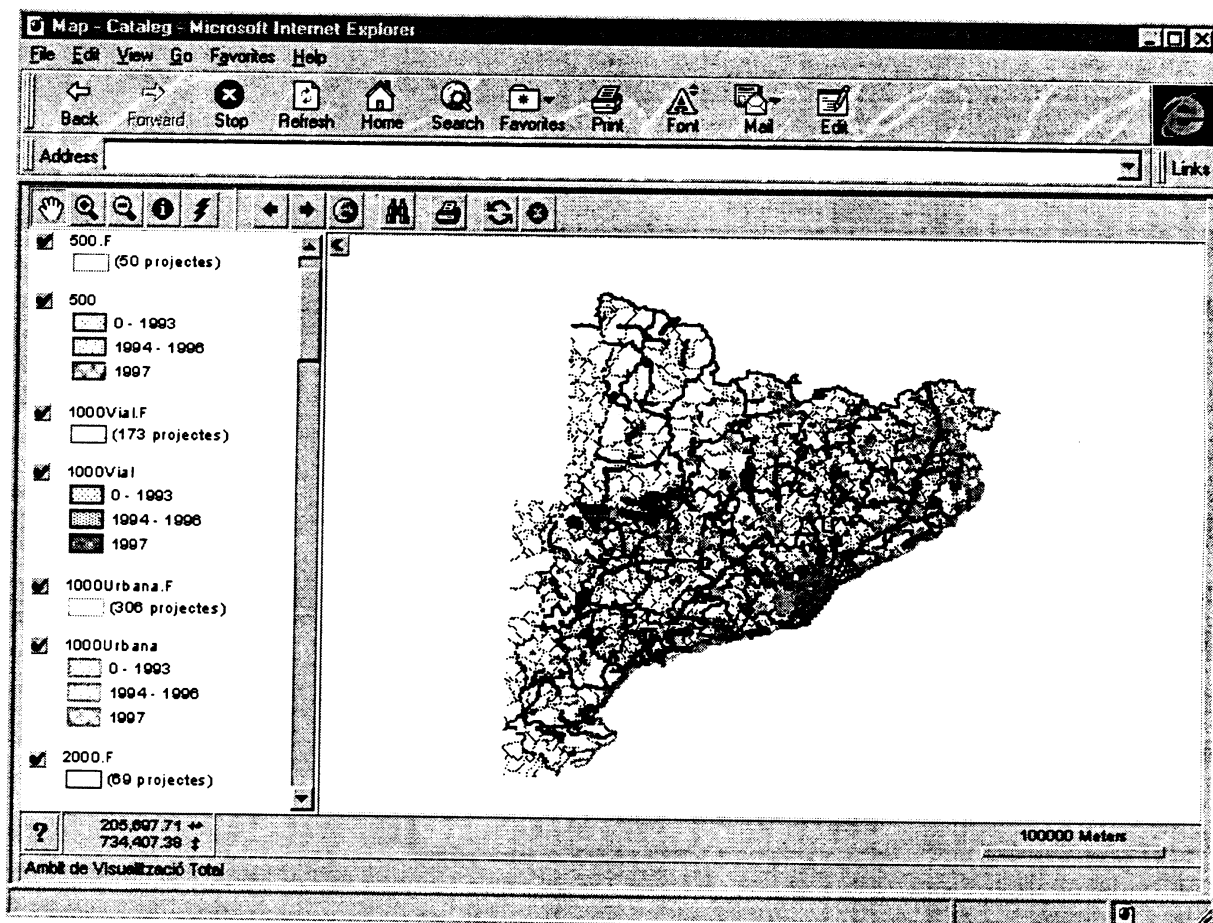 Map - Cataleg - Microsoft Internet Explorer
File Edit View Go Favorites Help
Back Forward Stop Refresh Home Search Favorites Print Font Mail Edit
Address Links
500.F
(50 projectes)
500
0 - 1993
1994 - 1996
1997
1000Vial.F
(173 projectes)
1000Vial
0 - 1993
1994 - 1996
1997
1000Urbana.F
(306 projectes)
1000Urbana
0 - 1993
1994 - 1996
1997
2000.F
(69 projectes)
205,697.71
734,407.38
100000 Meters
Ambit de Visualització Total